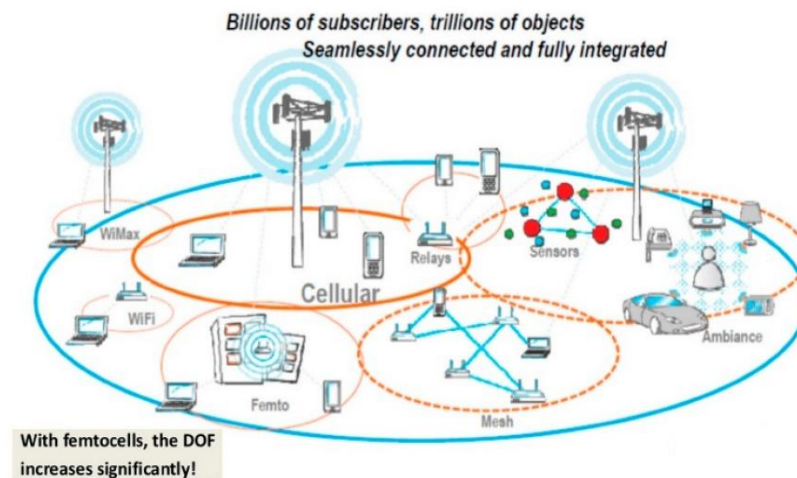 Billions of subscribers, trillions of objects
Seamlessly connected and fully integrated
WiMax
Relays
Sensors
Cellular
WiFi
Ambiance
Femto
Mesh
With femtocells, the DOF
increases significantly!